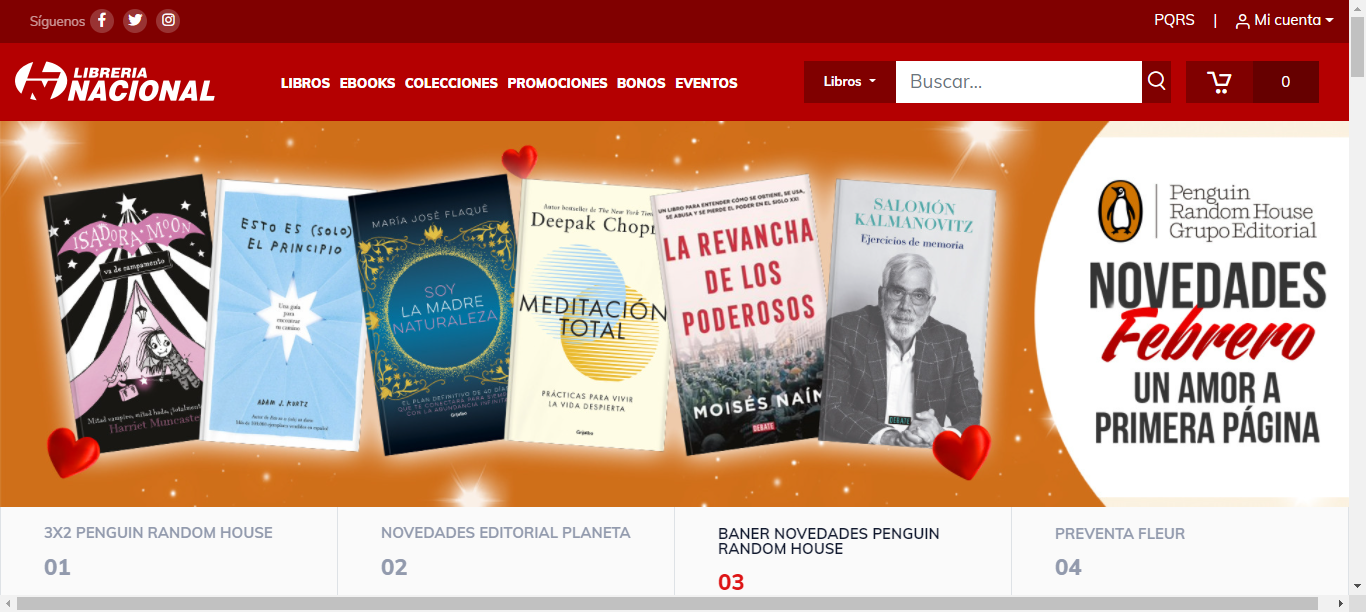 Síguenos
PQRS | Mi cuenta
LIBRERIA
NACIONAL
LIBROS EBOOKS COLECCIONES PROMOCIONES BONOS EVENTOS
Libros
Buscar...
0
ISADORA MOON
va de campamento
Mitad vampiro, mitad hada, ¡totalmente
Harriet Muncaster
ESTO ES (SOLO)
EL PRINCIPIO
Una guía
para
encontrar
tu camino
ADAM J. KURTZ
MARÍA JOSÉ FLAQUÉ
SOY
LA MADRE
NATURALEZA
EL PLAN DEFINITIVO DE 40 DÍAS
QUE TE CONECTARÁ PARA SIEMPRE
CON LA ABUNDANCIA INFINITA
Grijalbo
Autor bestseller de The New York Tim
Deepak Chopr
MEDITACIÓN
TOTAL
PRÁCTICAS PARA VIVIR
LA VIDA DESPIERTA
Grijalbo
UN LIBRO PARA ENTENDER CÓMO SE OBTIENE, SE USA,
SE ABUSA Y SE PIERDE EL PODER EN EL SIGLO XXI
LA REVANCHA
DE LOS
PODEROSOS
MOISÉS NAÍM
DEBATE
SALOMÓN
KALMANOVITZ
Ejercicios de memoria
DEBATE
Penguin
Random House
Grupo Editorial
NOVEDADES
Febrero
UN AMOR A
PRIMERA PÁGINA
3X2 PENGUIN RANDOM HOUSE
01
NOVEDADES EDITORIAL PLANETA
02
BANER NOVEDADES PENGUIN
RANDOM HOUSE
03
PREVENTA FLEUR
04